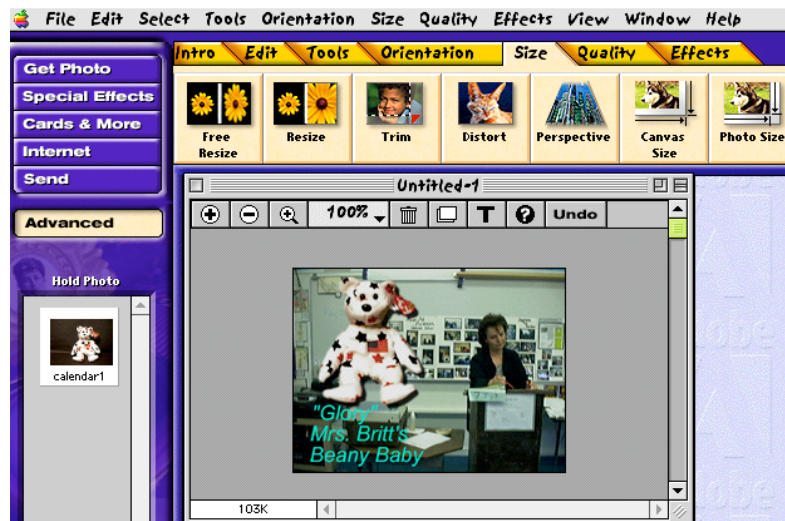 File Edit Select Tools Orientation Size Quality Effects View Window Help
Intro Edit Tools Orientation Size Quality Effects
Get Photo
Special Effects
Cards & More
Internet
Send
Advanced
Free
Resize
Resize
Trim
Distort
Perspective
Canvas
Size
Photo Size
Untitled-1
100% T ? Undo
Hold Photo
calendar1
"Glory"
Mrs. Britt's
Beany Baby
103K